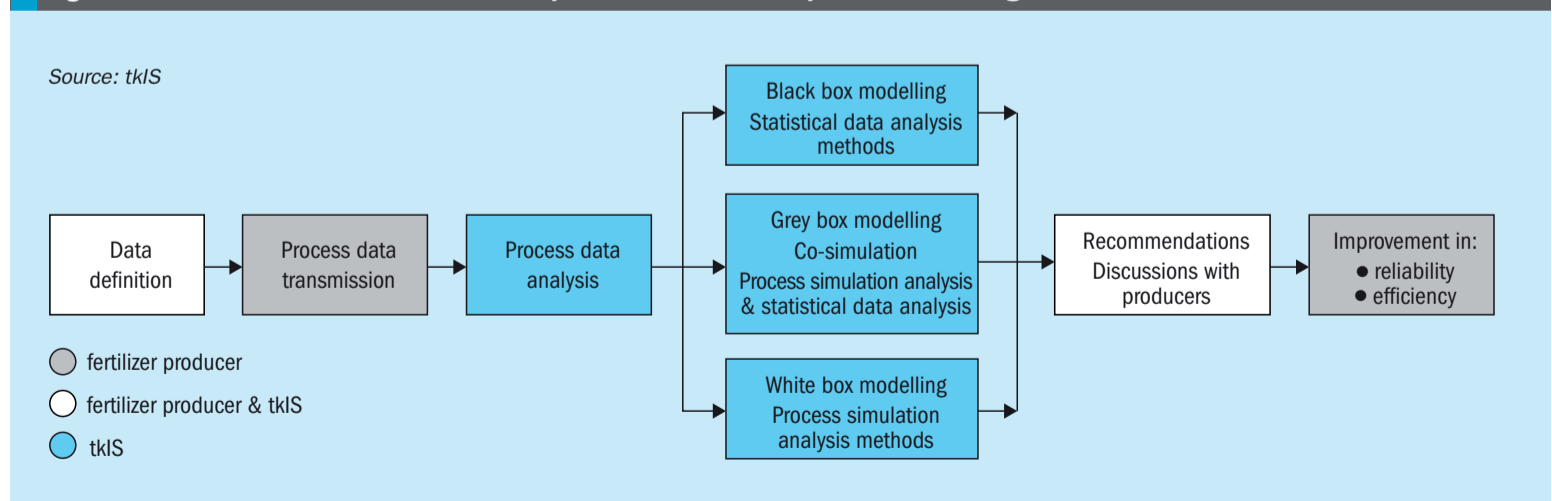 Source: tkIS
Black box modelling
Statistical data analysis
methods
Grey box modelling
Co-simulation
Process simulation analysis
& statistical data analysis
White box modelling
Process simulation
analysis methods
Data
definition
Process data
transmission
Process data
analysis
Recommendations
Discussions with
producers
Improvement in:
● reliability
● efficiency
fertilizer producer
fertilizer producer & tkIS
tkIS